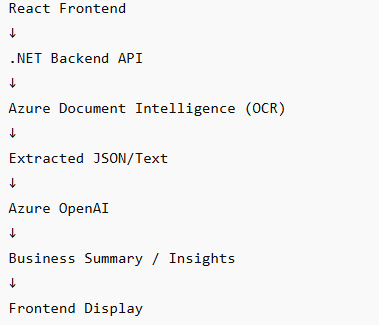 React Frontend
↓
.NET Backend API
↓
Azure Document Intelligence (OCR)
↓
Extracted JSON/Text
↓
Azure OpenAI
↓
Business Summary / Insights
↓
Frontend Display